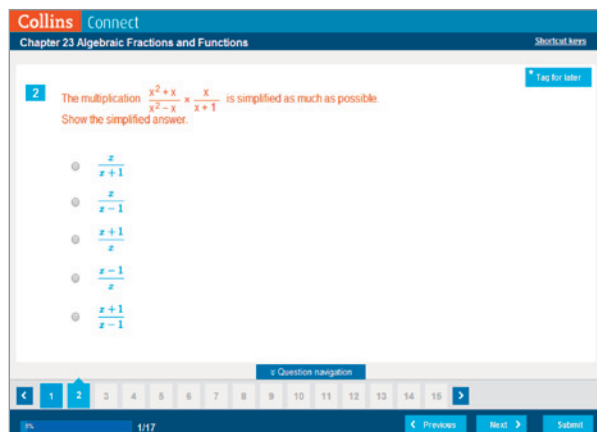 Collins Connect
Chapter 23 Algebraic Fractions and Functions Shortcut keys
* Tag for later
2 The multiplication (x² + x)/(x² − x) × x/(x + 1) is simplified as much as possible.
Show the simplified answer.
x/(x + 1)
x/(x − 1)
(x + 1)/x
(x − 1)/x
(x + 1)/(x − 1)
Question navigation
1 2 3 4 5 6 7 8 9 10 11 12 13 14 15
1/17 Previous Next Submit